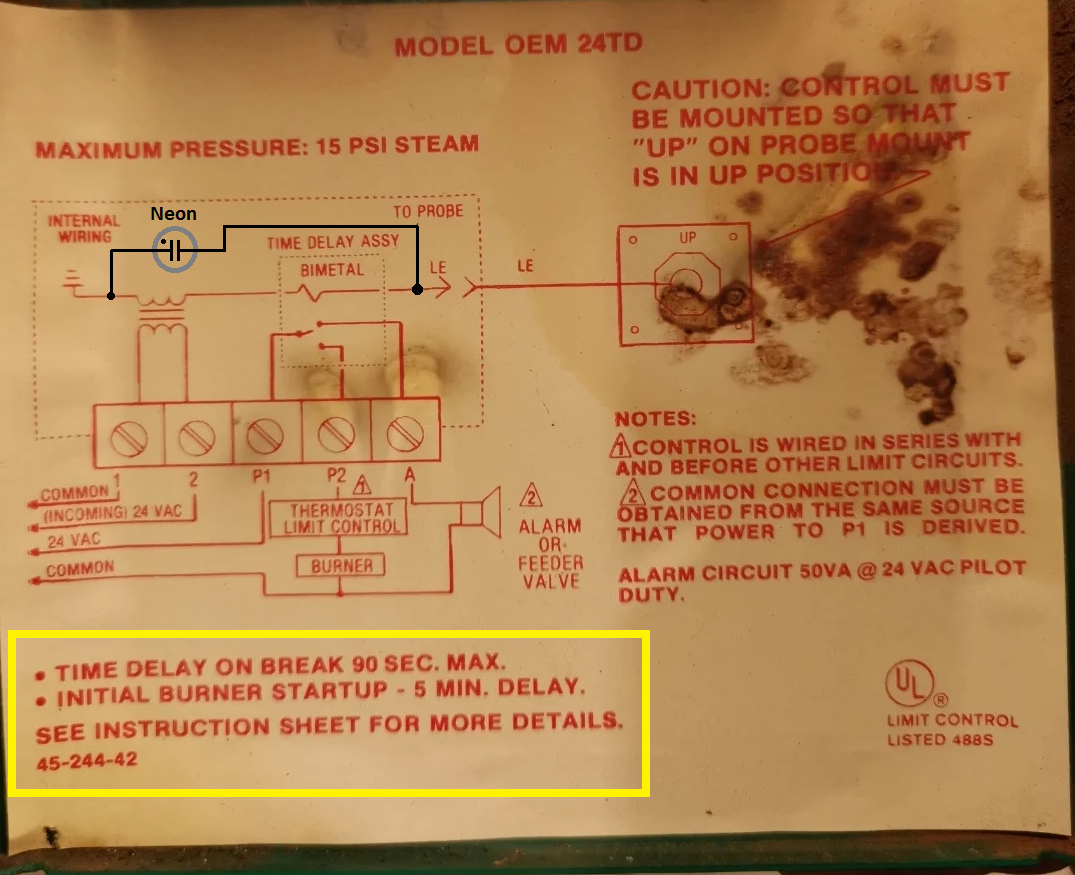 MODEL OEM 24TD
CAUTION: CONTROL MUST
BE MOUNTED SO THAT
"UP" ON PROBE MOUNT
IS IN UP POSITION.
MAXIMUM PRESSURE: 15 PSI STEAM
INTERNAL
WIRING
Neon
TO PROBE
TIME DELAY ASSY
BIMETAL
LE
LE
UP
1
2
P1
P2
1
A
COMMON
(INCOMING) 24 VAC
24 VAC
COMMON
THERMOSTAT
LIMIT CONTROL
BURNER
2
ALARM
OR
FEEDER
VALVE
NOTES:
1 CONTROL IS WIRED IN SERIES WITH
AND BEFORE OTHER LIMIT CIRCUITS.
2 COMMON CONNECTION MUST BE
OBTAINED FROM THE SAME SOURCE
THAT POWER TO P1 IS DERIVED.
ALARM CIRCUIT 50VA @ 24 VAC PILOT
DUTY.
• TIME DELAY ON BREAK 90 SEC. MAX.
• INITIAL BURNER STARTUP - 5 MIN. DELAY.
SEE INSTRUCTION SHEET FOR MORE DETAILS.
45-244-42
UL ®
LIMIT CONTROL
LISTED 488S